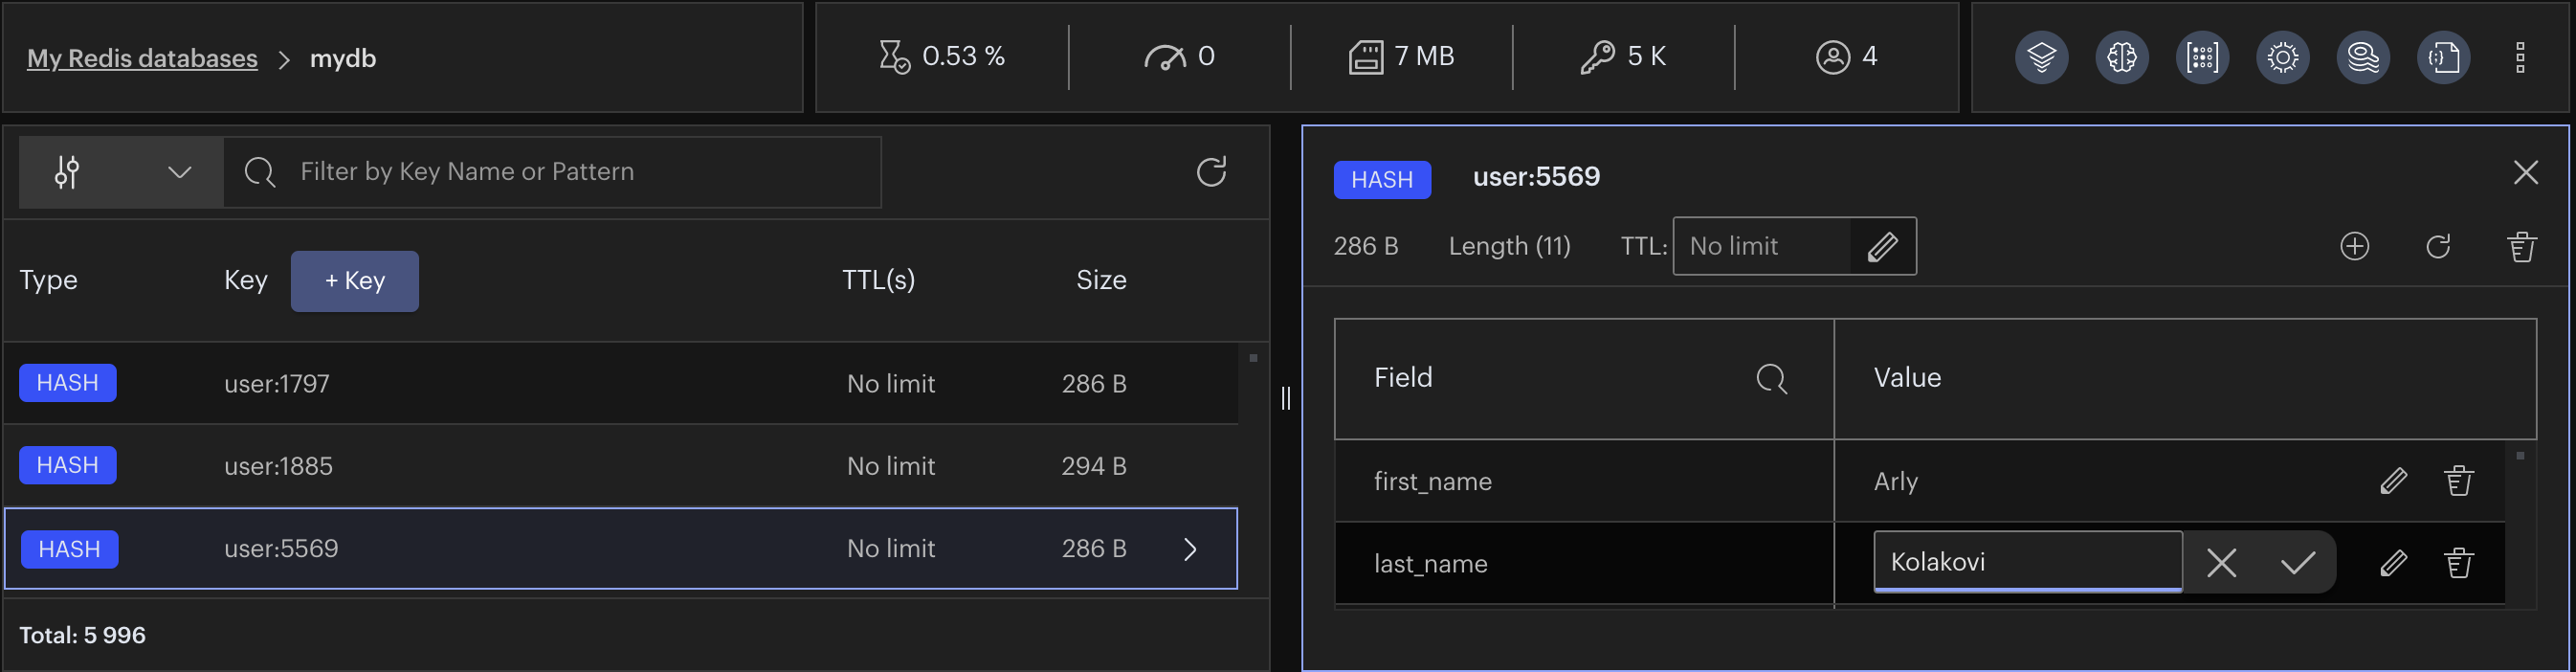 My Redis databases > mydb
0.53 %
0
7 MB
5 K
4
Filter by Key Name or Pattern
Type Key + Key TTL(s) Size
HASH user:1797 No limit 286 B
HASH user:1885 No limit 294 B
HASH user:5569 No limit 286 B
Total: 5 996
HASH user:5569
286 B Length (11) TTL: No limit
Field Value
first_name Arly
last_name Kolakovi